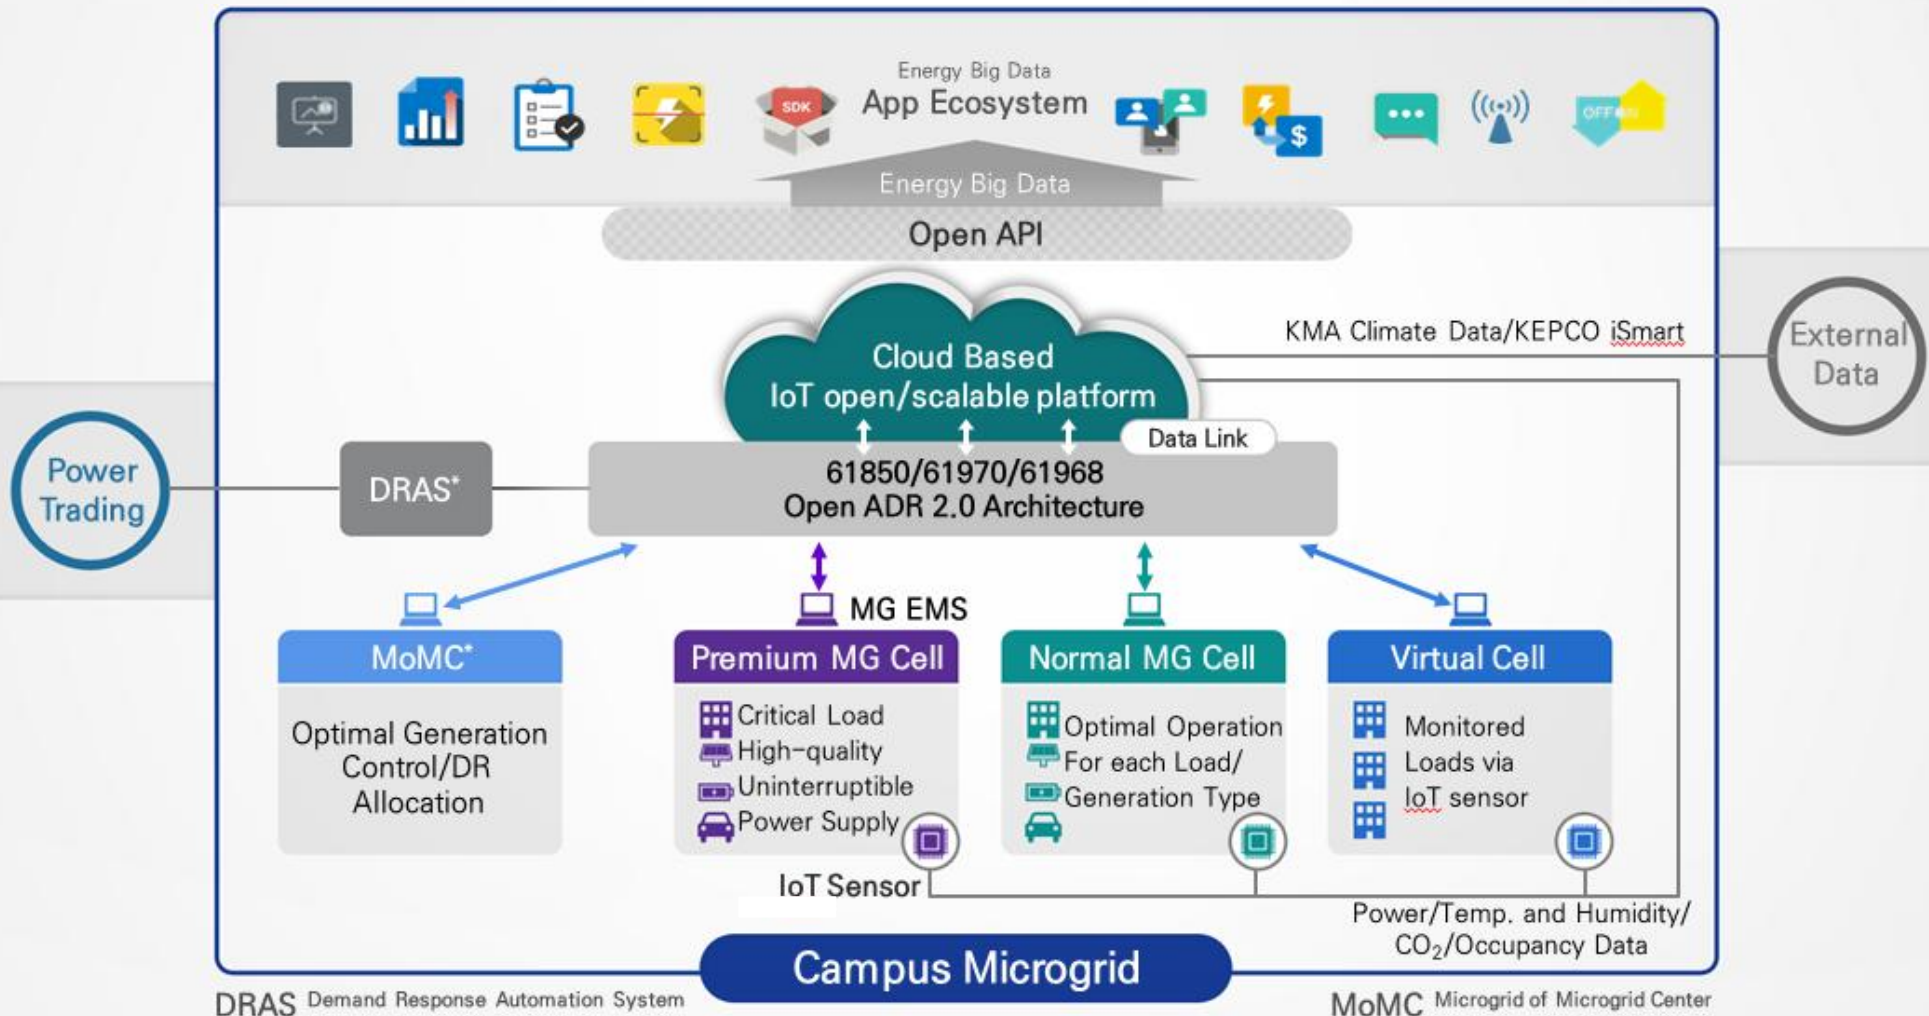 Energy Big Data
App Ecosystem
SDK
$
OFF ON
Energy Big Data
Open API
KMA Climate Data/KEPCO iSmart
External
Data
Cloud Based
IoT open/scalable platform
Data Link
Power
Trading
DRAS*
61850/61970/61968
Open ADR 2.0 Architecture
MG EMS
MoMC*
Optimal Generation
Control/DR
Allocation
Premium MG Cell
Critical Load
High-quality
Uninterruptible
Power Supply
Normal MG Cell
Optimal Operation
For each Load/
Generation Type
Virtual Cell
Monitored
Loads via
IoT sensor
IoT Sensor
Power/Temp. and Humidity/
CO₂/Occupancy Data
Campus Microgrid
DRAS Demand Response Automation System
MoMC Microgrid of Microgrid Center